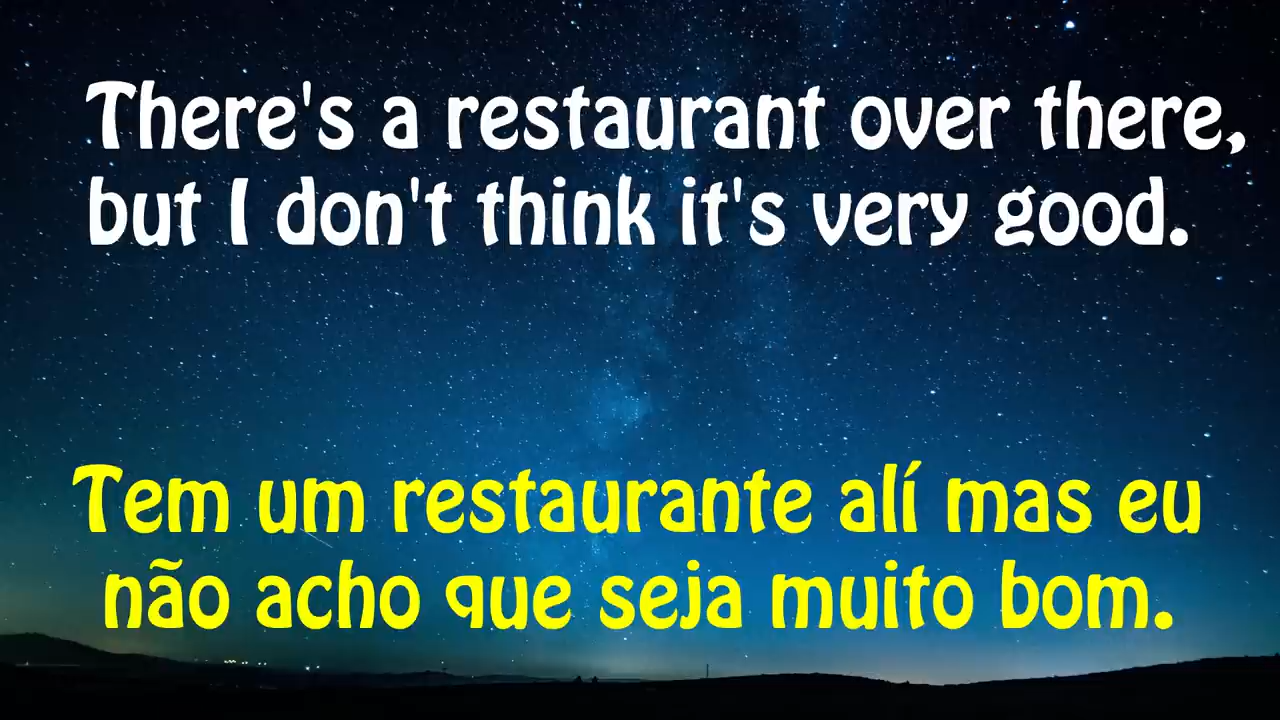 There's a restaurant over there,
but I don't think it's very good.
Tem um restaurante alí mas eu
não acho que seja muito bom.